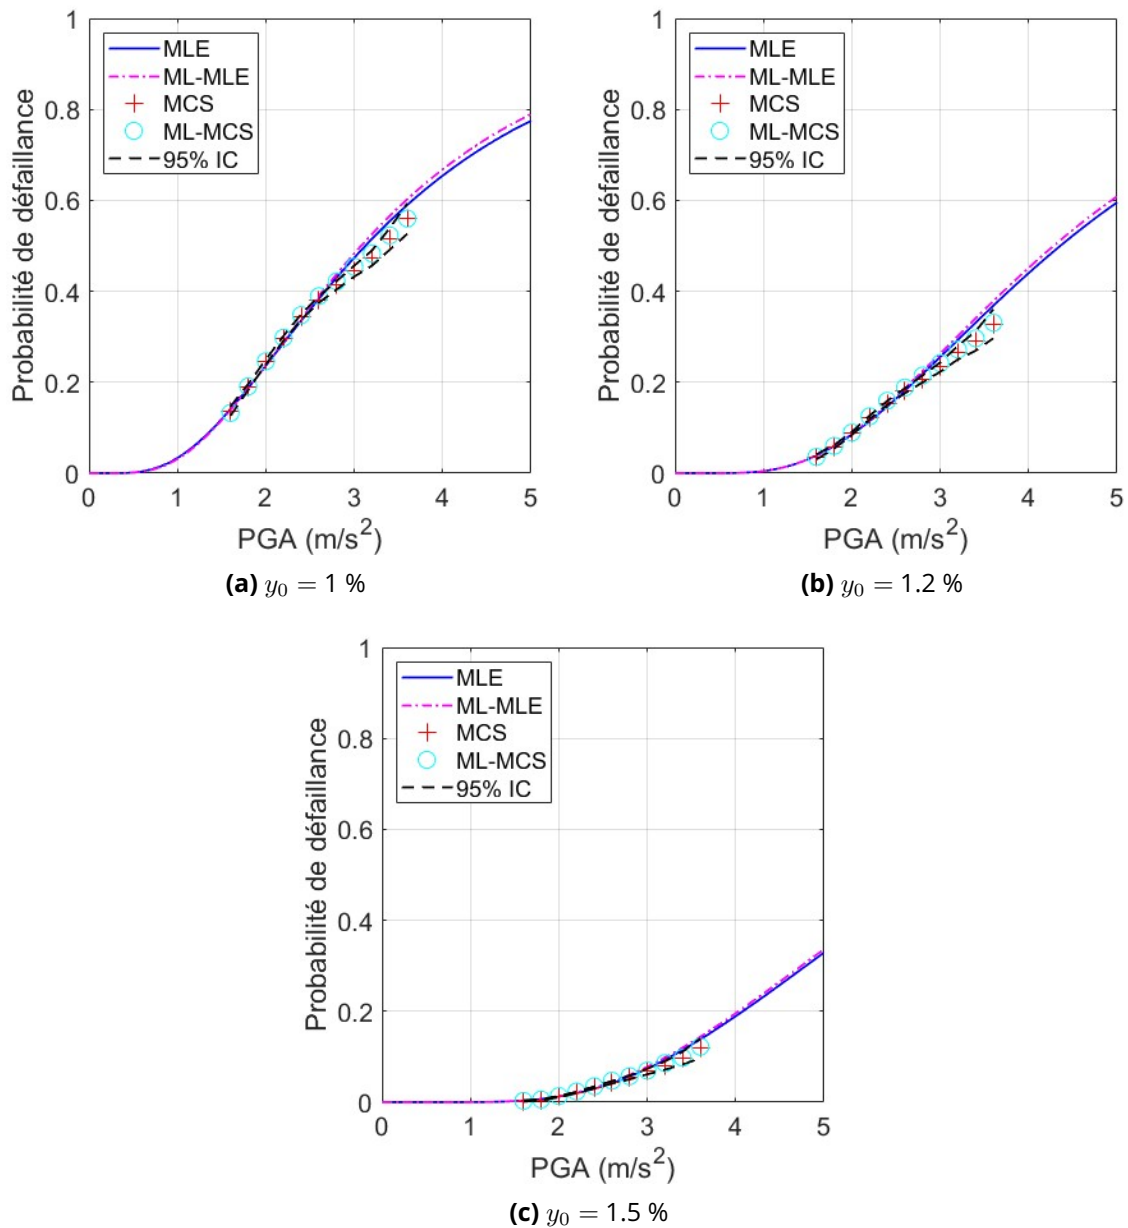 1
0.8
0.6
0.4
0.2
0
0 1 2 3 4 5
Probabilité de défaillance
PGA (m/s²)
MLE
ML-MLE
MCS
ML-MCS
95% IC
(a) y₀ = 1 %
1
0.8
0.6
0.4
0.2
0
0 1 2 3 4 5
Probabilité de défaillance
PGA (m/s²)
MLE
ML-MLE
MCS
ML-MCS
95% IC
(b) y₀ = 1.2 %
1
0.8
0.6
0.4
0.2
0
0 1 2 3 4 5
Probabilité de défaillance
PGA (m/s²)
MLE
ML-MLE
MCS
ML-MCS
95% IC
(c) y₀ = 1.5 %